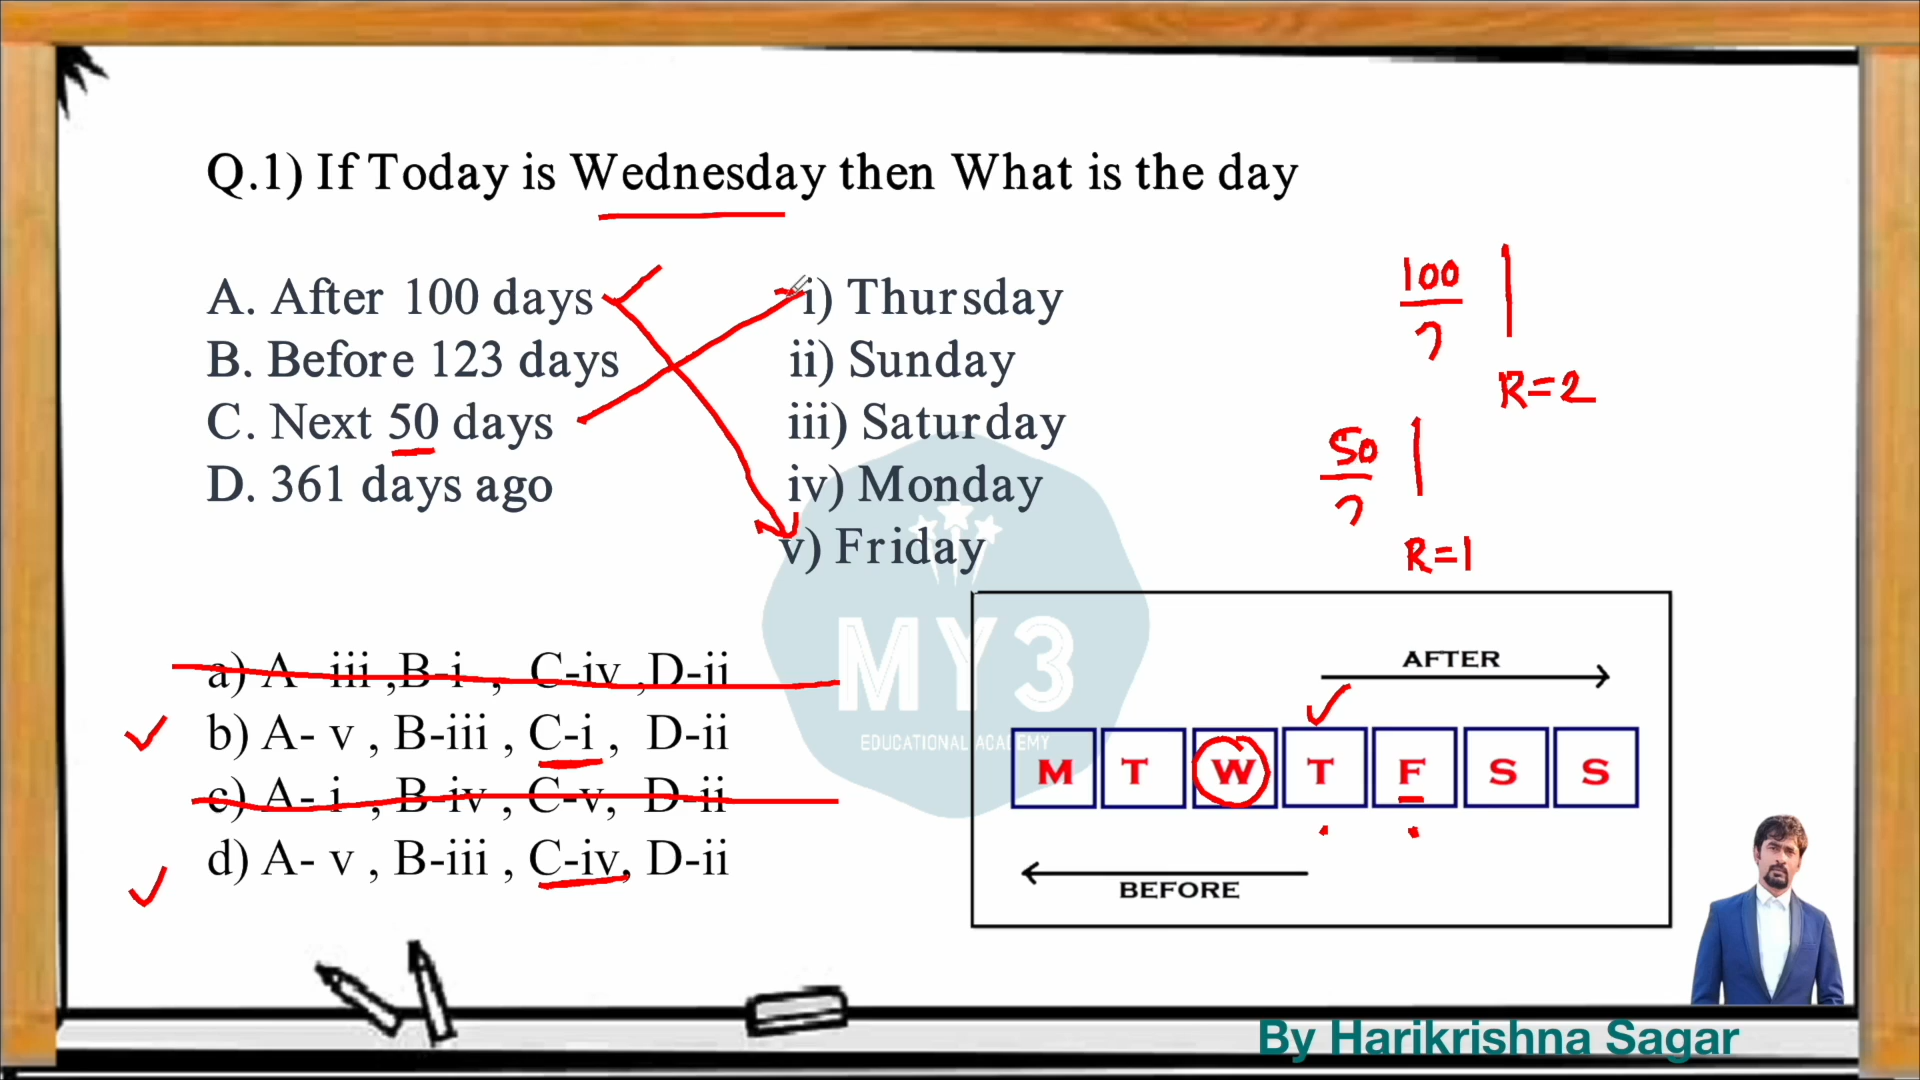 Q.1) If Today is Wednesday then What is the day
A. After 100 days
B. Before 123 days
C. Next 50 days
D. 361 days ago
i) Thursday
ii) Sunday
iii) Saturday
iv) Monday
v) Friday
100
7
R=2
50
7
R=1
a) A- iii ,B-i , C-iv ,D-ii
b) A- v , B-iii , C-i , D-ii
c) A- i , B-iv , C-v, D-ii
d) A- v , B-iii , C-iv, D-ii
MY3
EDUCATIONAL ACADEMY
AFTER
M T W T F S S
BEFORE
By Harikrishna Sagar